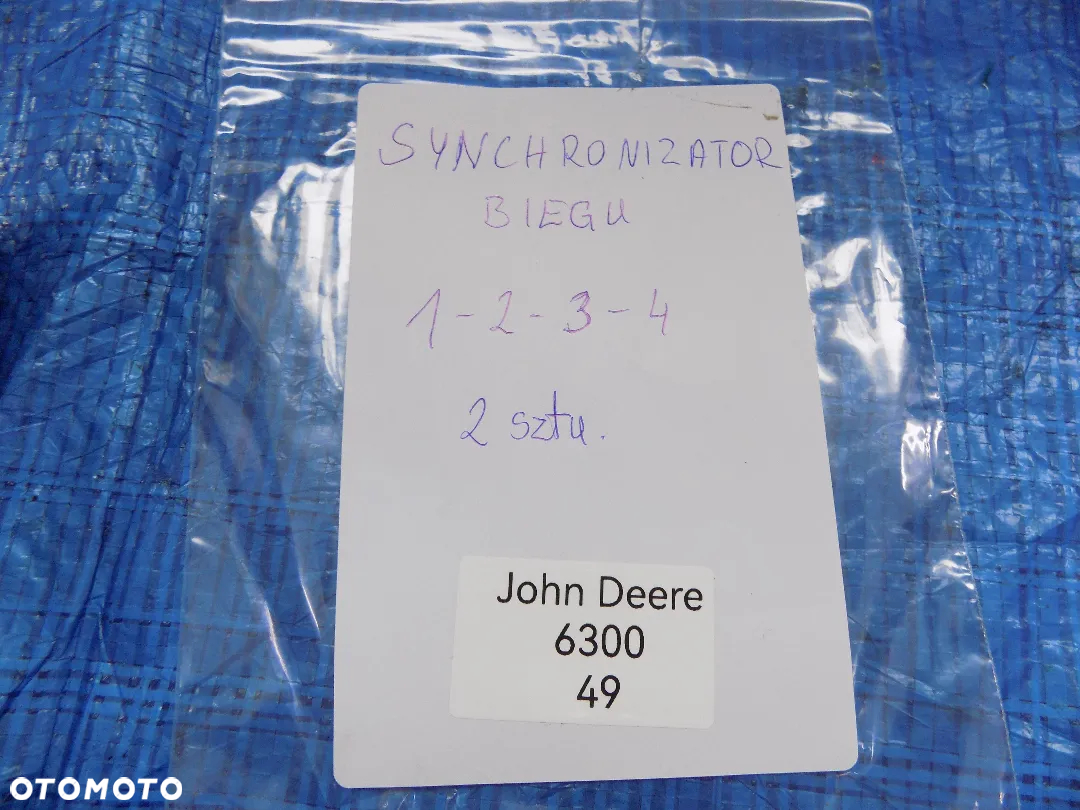 SYNCHRONIZATOR
BIEGU
1-2-3-4
2 sztu.
John Deere
6300
49
OTOMOTO